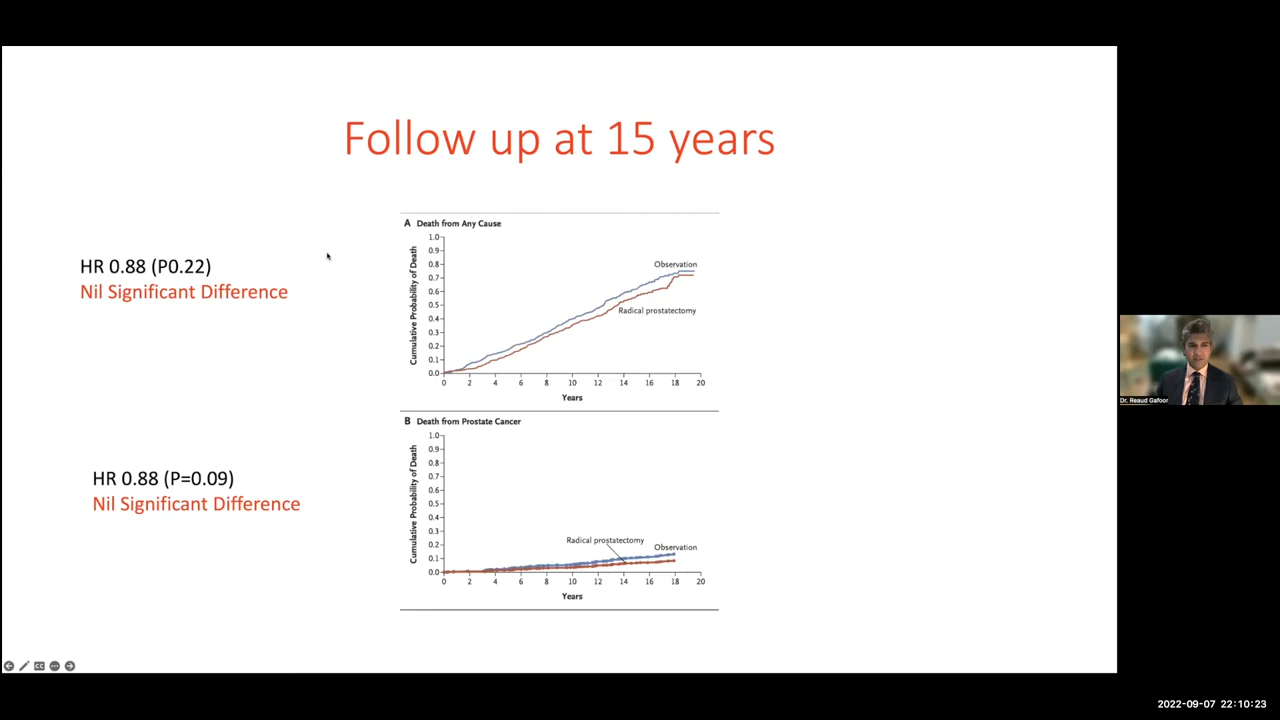 Follow up at 15 years
HR 0.88 (P0.22)
Nil Significant Difference
A Death from Any Cause
Cumulative Probability of Death
1.0
0.9
0.8
0.7
0.6
0.5
0.4
0.3
0.2
0.1
0.0
Observation
Radical prostatectomy
0 2 4 6 8 10 12 14 16 18 20
Years
HR 0.88 (P=0.09)
Nil Significant Difference
B Death from Prostate Cancer
Cumulative Probability of Death
1.0
0.9
0.8
0.7
0.6
0.5
0.4
0.3
0.2
0.1
0.0
Radical prostatectomy
Observation
0 2 4 6 8 10 12 14 16 18 20
Years
Dr. Reaud Gafoor
2022-09-07 22:10:23